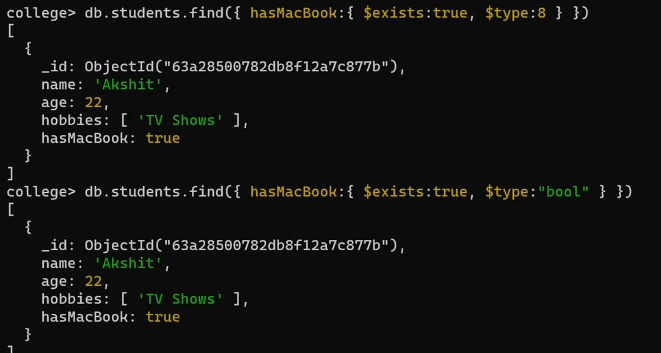 college> db.students.find({ hasMacBook:{ $exists:true, $type:8 } })
[
  {
    _id: ObjectId("63a28500782db8f12a7c877b"),
    name: 'Akshit',
    age: 22,
    hobbies: [ 'TV Shows' ],
    hasMacBook: true
  }
]
college> db.students.find({ hasMacBook:{ $exists:true, $type:"bool" } })
[
  {
    _id: ObjectId("63a28500782db8f12a7c877b"),
    name: 'Akshit',
    age: 22,
    hobbies: [ 'TV Shows' ],
    hasMacBook: true
  }
]